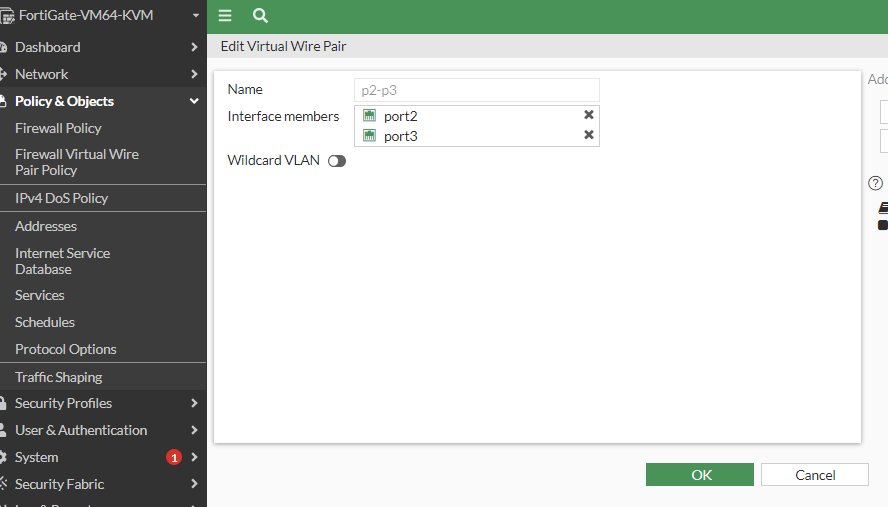 FortiGate-VM64-KVM
Dashboard
Network
Policy & Objects
Firewall Policy
Firewall Virtual Wire
Pair Policy
IPv4 DoS Policy
Addresses
Internet Service
Database
Services
Schedules
Protocol Options
Traffic Shaping
Security Profiles
User & Authentication
System 1
Security Fabric
Edit Virtual Wire Pair
Name p2-p3
Interface members port2
port3
Wildcard VLAN
OK Cancel